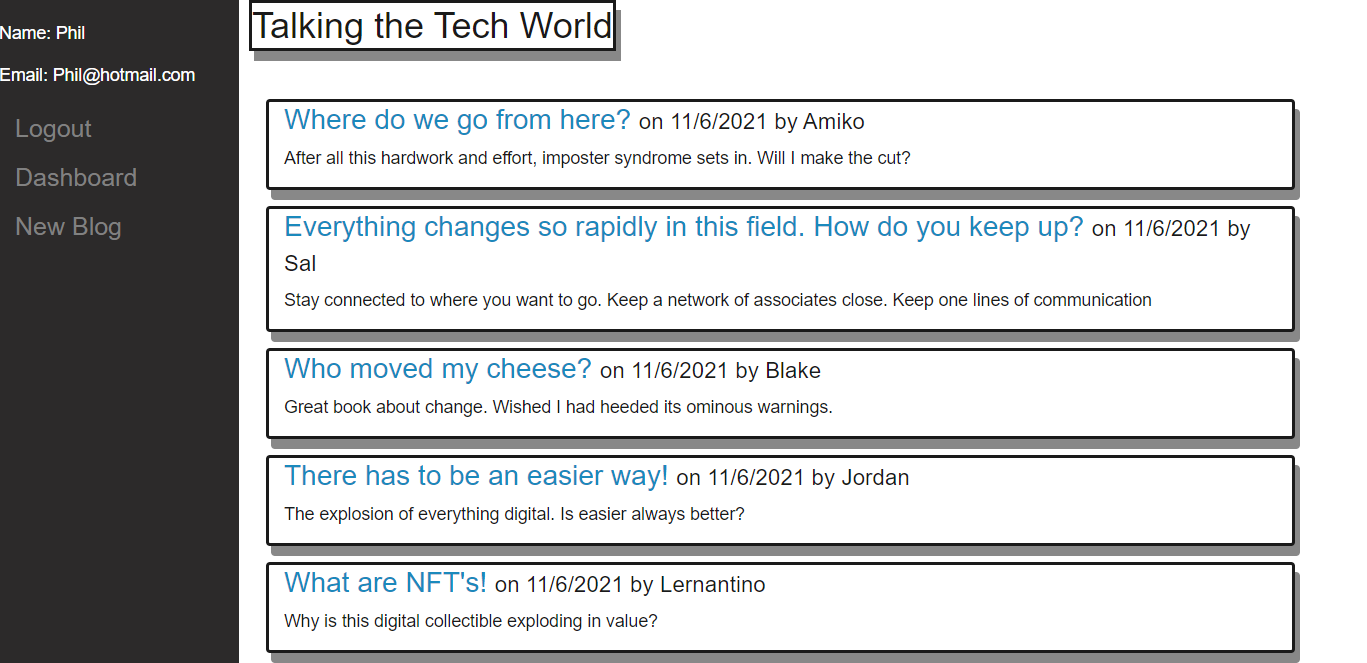 Name: Phil
Email: Phil@hotmail.com
Logout
Dashboard
New Blog
Talking the Tech World
Where do we go from here? on 11/6/2021 by Amiko
After all this hardwork and effort, imposter syndrome sets in. Will I make the cut?
Everything changes so rapidly in this field. How do you keep up? on 11/6/2021 by
Sal
Stay connected to where you want to go. Keep a network of associates close. Keep one lines of communication
Who moved my cheese? on 11/6/2021 by Blake
Great book about change. Wished I had heeded its ominous warnings.
There has to be an easier way! on 11/6/2021 by Jordan
The explosion of everything digital. Is easier always better?
What are NFT's! on 11/6/2021 by Lernantino
Why is this digital collectible exploding in value?